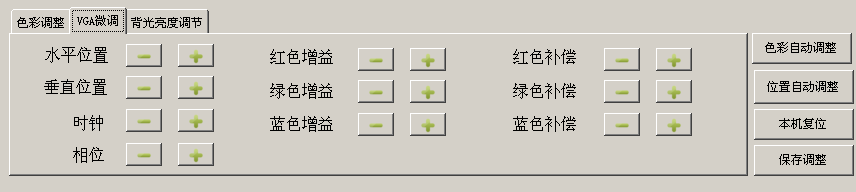 色彩调整 VGA微调 背光亮度调节
水平位置 - + 红色增益 - + 红色补偿 - + 色彩自动调整
垂直位置 - + 绿色增益 - + 绿色补偿 - + 位置自动调整
时钟 - + 蓝色增益 - + 蓝色补偿 - + 本机复位
相位 - + 保存调整